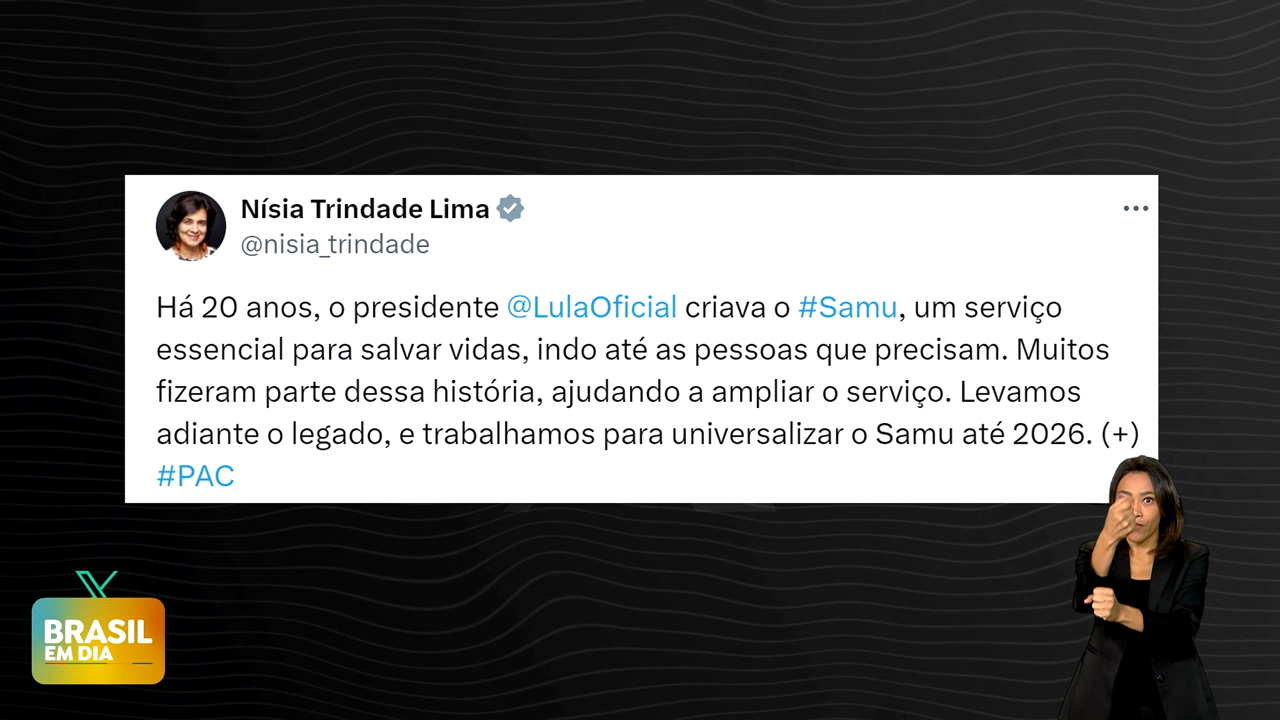 Nísia Trindade Lima
@nisia_trindade
Há 20 anos, o presidente @LulaOficial criava o #Samu, um serviço
essencial para salvar vidas, indo até as pessoas que precisam. Muitos
fizeram parte dessa história, ajudando a ampliar o serviço. Levamos
adiante o legado, e trabalhamos para universalizar o Samu até 2026. (+)
#PAC
BRASIL
EM DIA